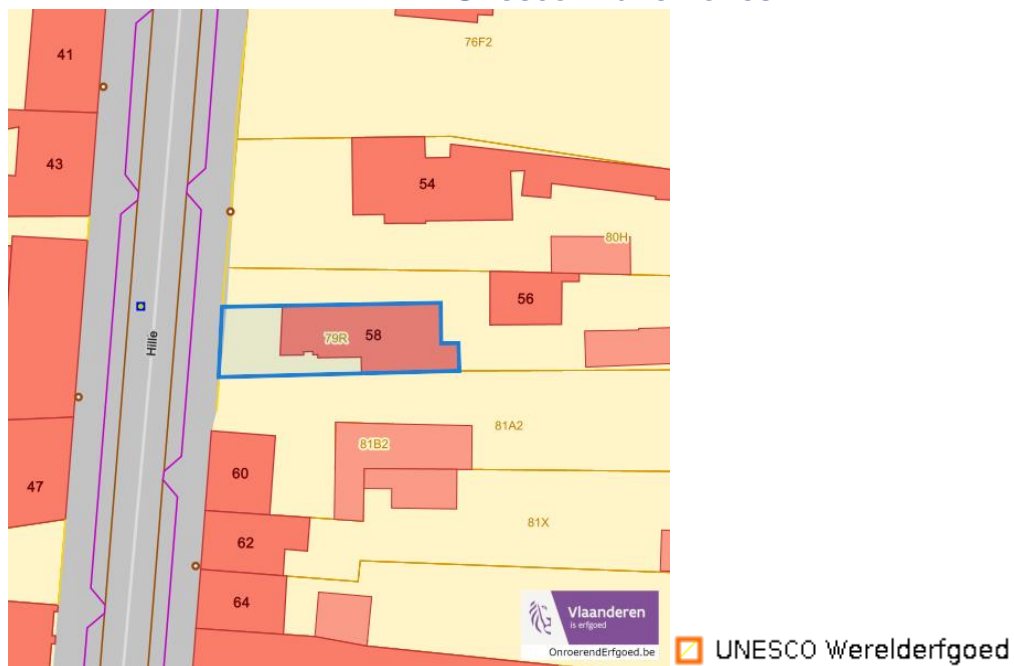 76F2
41
43
54
80H
56
79R
58
Hille
81A2
81B2
60
47
81X
62
64
Vlaanderen
is erfgoed
OnroerendErfgoed.be
UNESCO Werelderfgoed